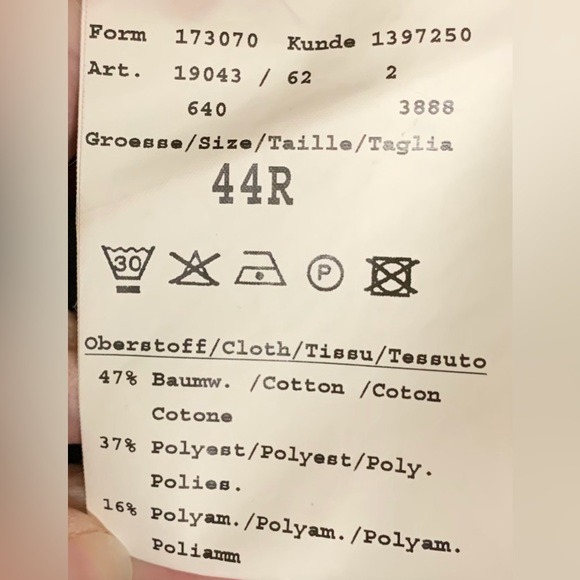 Form 173070 Kunde 1397250
Art. 19043 / 62 2
640 3888
Groesse/Size/Taille/Taglia
44R
30 P
Oberstoff/Cloth/Tissu/Tessuto
47% Baumw. /Cotton /Coton
Cotone
37% Polyest/Polyest/Poly.
Polies.
16% Polyam./Polyam./Polyam.
Poliamm